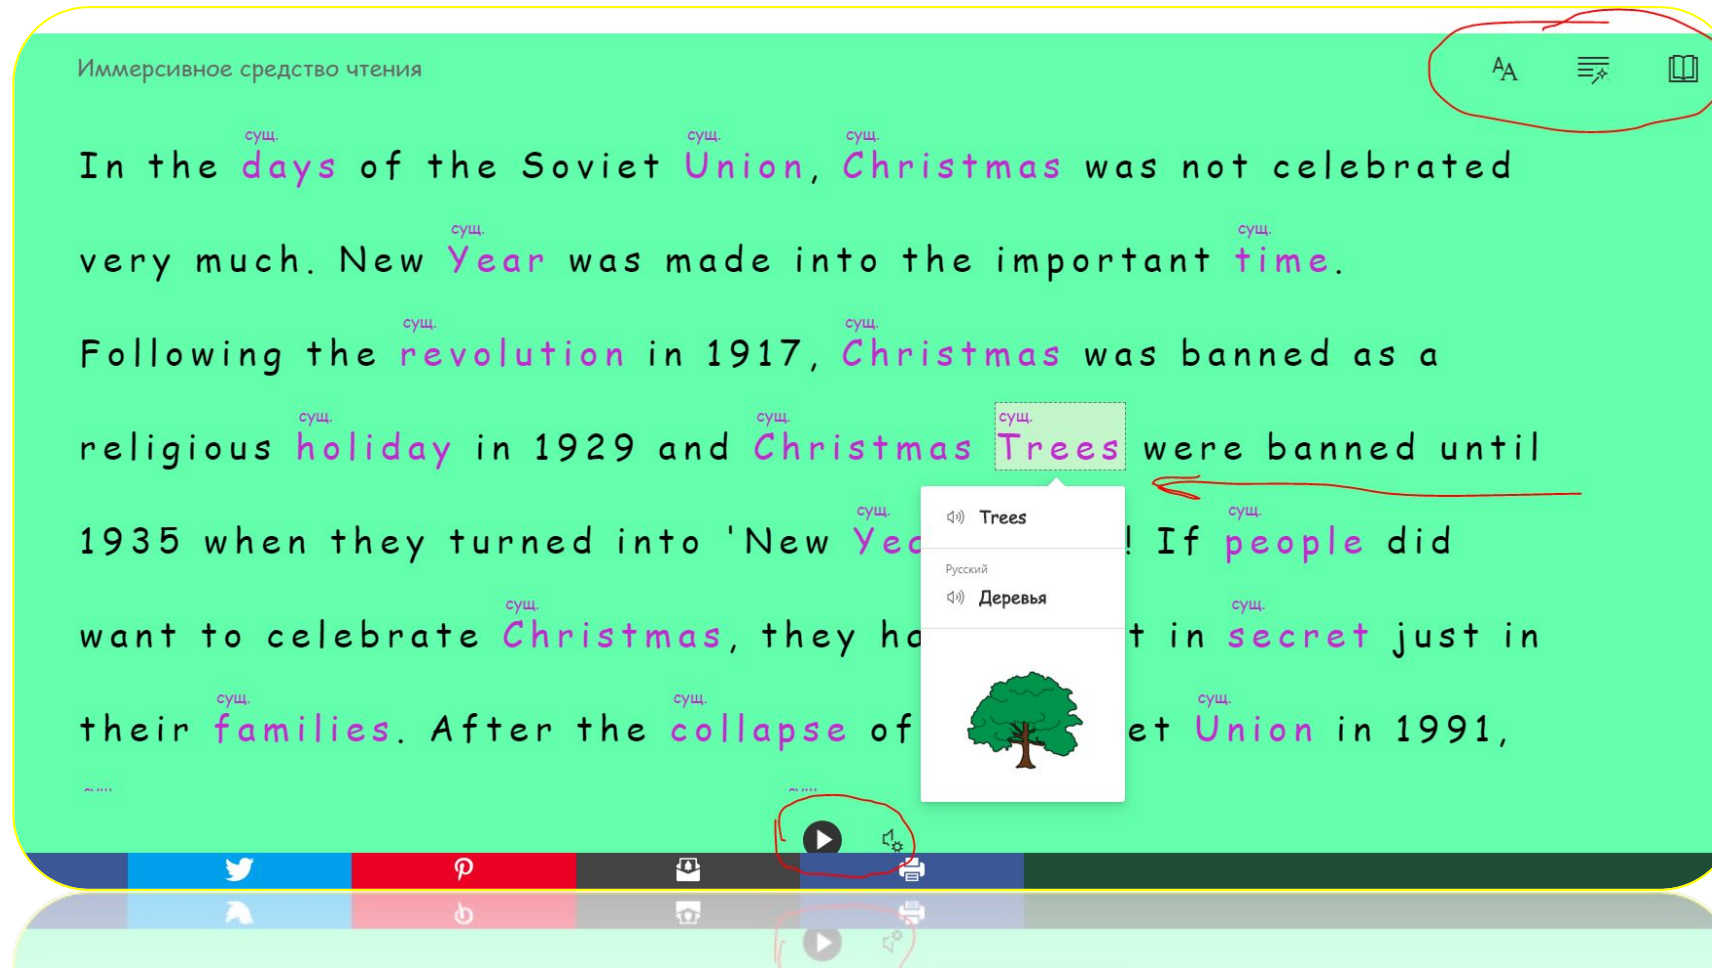 Иммерсивное средство чтения
сущ. сущ. сущ.
In the days of the Soviet Union, Christmas was not celebrated
сущ. сущ.
very much. New Year was made into the important time.
сущ. сущ.
Following the revolution in 1917, Christmas was banned as a
сущ. сущ. сущ.
religious holiday in 1929 and Christmas Trees were banned until
сущ. сущ.
1935 when they turned into 'New ! If people did
сущ. сущ.
want to celebrate Christmas, they in secret just in
сущ. сущ. сущ.
their families. After the collapse of Union in 1991,
Trees
Русский
Деревья